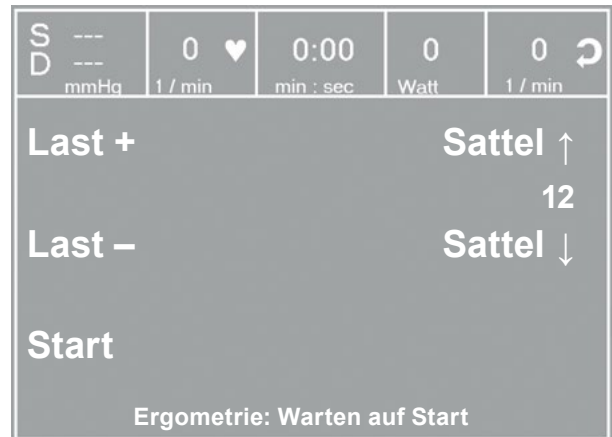 S --- 0 ♥ 0:00 0 0
D ---
mmHg 1 / min min : sec Watt 1 / min
Last + Sattel ↑
12
Last – Sattel ↓
Start
Ergometrie: Warten auf Start